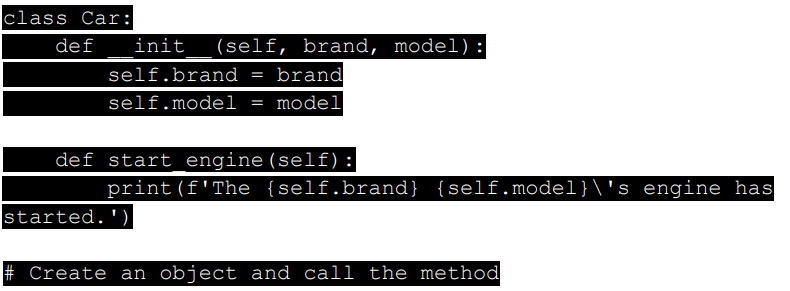 class Car:
    def __init__(self, brand, model):
        self.brand = brand
        self.model = model
    def start_engine(self):
        print(f'The {self.brand} {self.model}\'s engine has
started.')
# Create an object and call the method